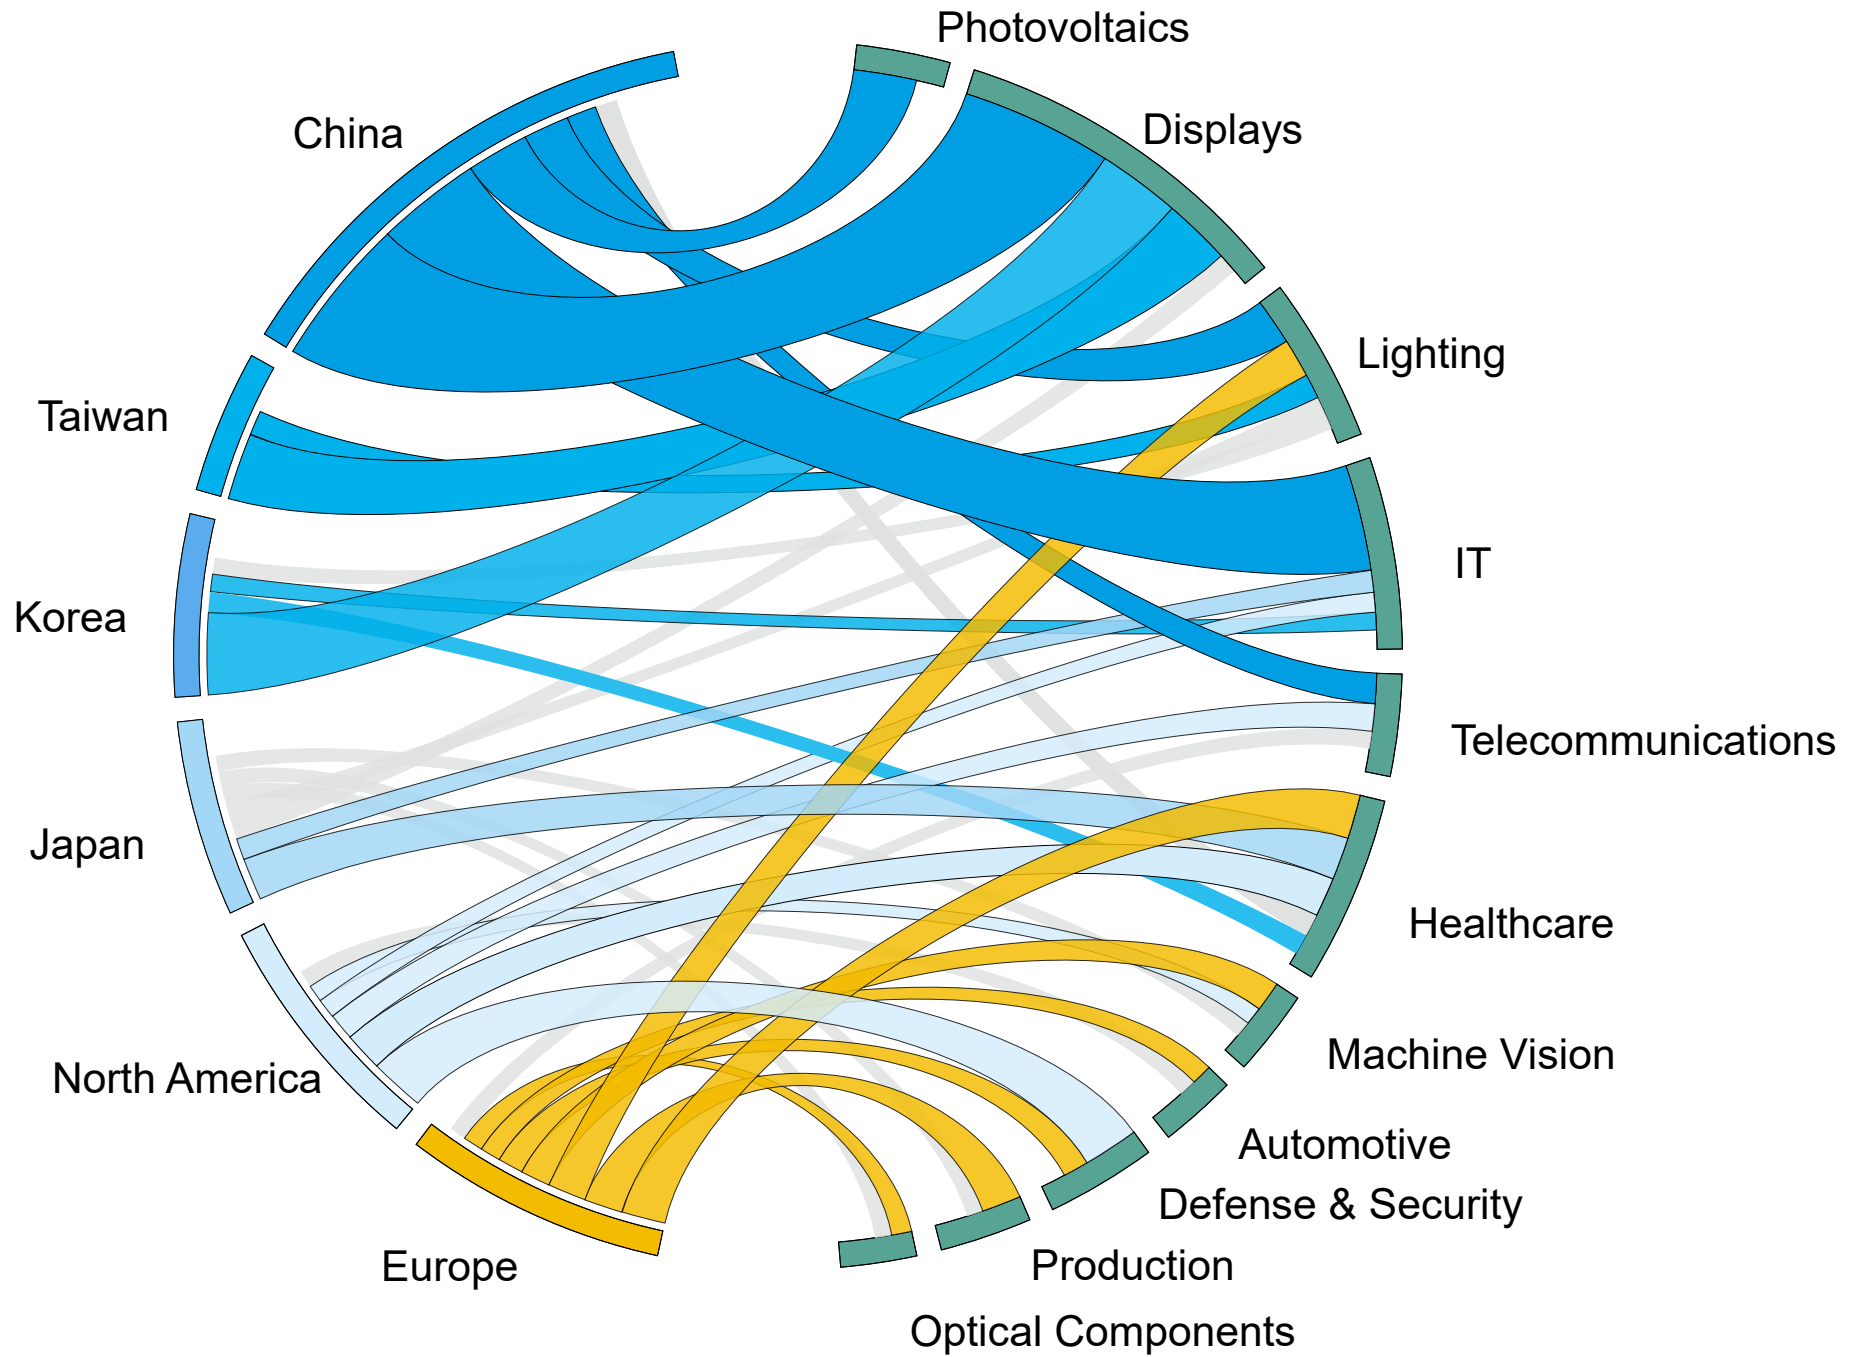 Photovoltaics
China
Displays
Lighting
Taiwan
IT
Korea
Telecommunications
Japan
Healthcare
North America
Machine Vision
Automotive
Defense & Security
Europe
Production
Optical Components